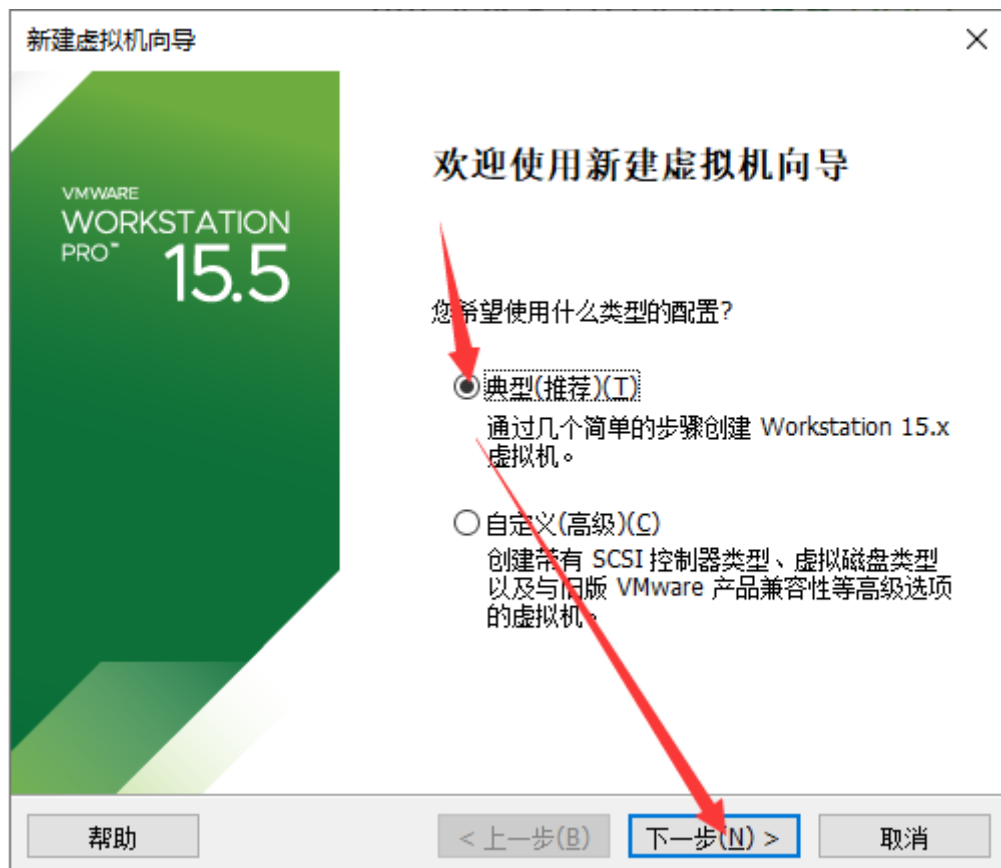 新建虚拟机向导
VMWARE
WORKSTATION
PRO™ 15.5
欢迎使用新建虚拟机向导
您希望使用什么类型的配置?
典型(推荐)(T)
通过几个简单的步骤创建 Workstation 15.x
虚拟机。
自定义(高级)(C)
创建带有 SCSI 控制器类型、虚拟磁盘类型
以及与旧版 VMware 产品兼容性等高级选项
的虚拟机。
帮助
< 上一步(B)
下一步(N) >
取消